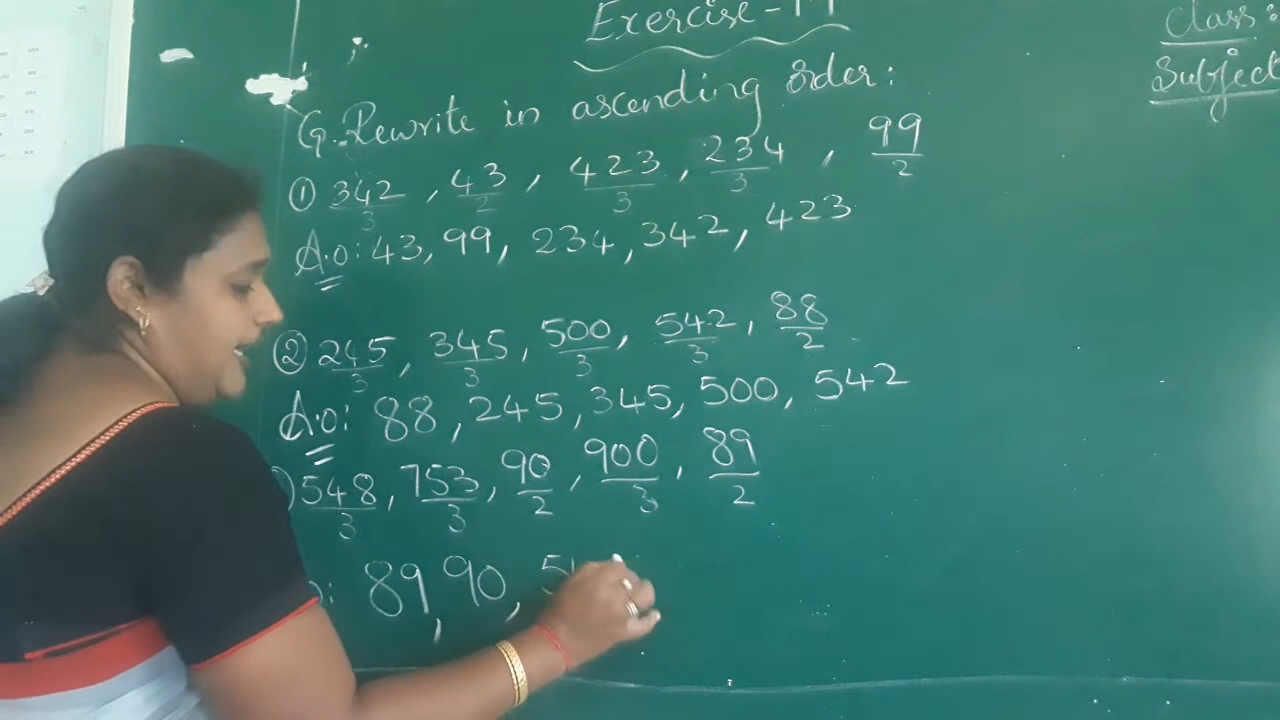 Exercise - 11
Class:
Subject
G. Rewrite in ascending order:
① 342, 43, 423, 234, 99
3 2 3 3 2
A.O: 43, 99, 234, 342, 423
② 245, 345, 500, 542, 88
3 3 3 3 2
A.O: 88, 245, 345, 500, 542
) 548, 753, 90, 900, 89
3 3 2 3 2
: 89, 90, 5